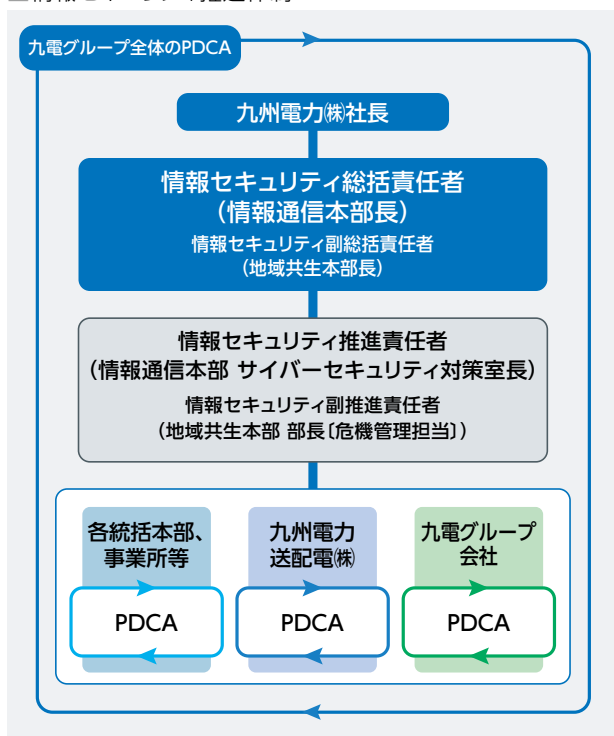 九電グループ全体のPDCA
九州電力㈱社長
情報セキュリティ総括責任者
（情報通信本部長）
情報セキュリティ副総括責任者
（地域共生本部長）
情報セキュリティ推進責任者
（情報通信本部 サイバーセキュリティ対策室長）
情報セキュリティ副推進責任者
（地域共生本部 部長〔危機管理担当〕）
各統括本部、
事業所等
PDCA
九州電力
送配電㈱
PDCA
九電グループ
会社
PDCA